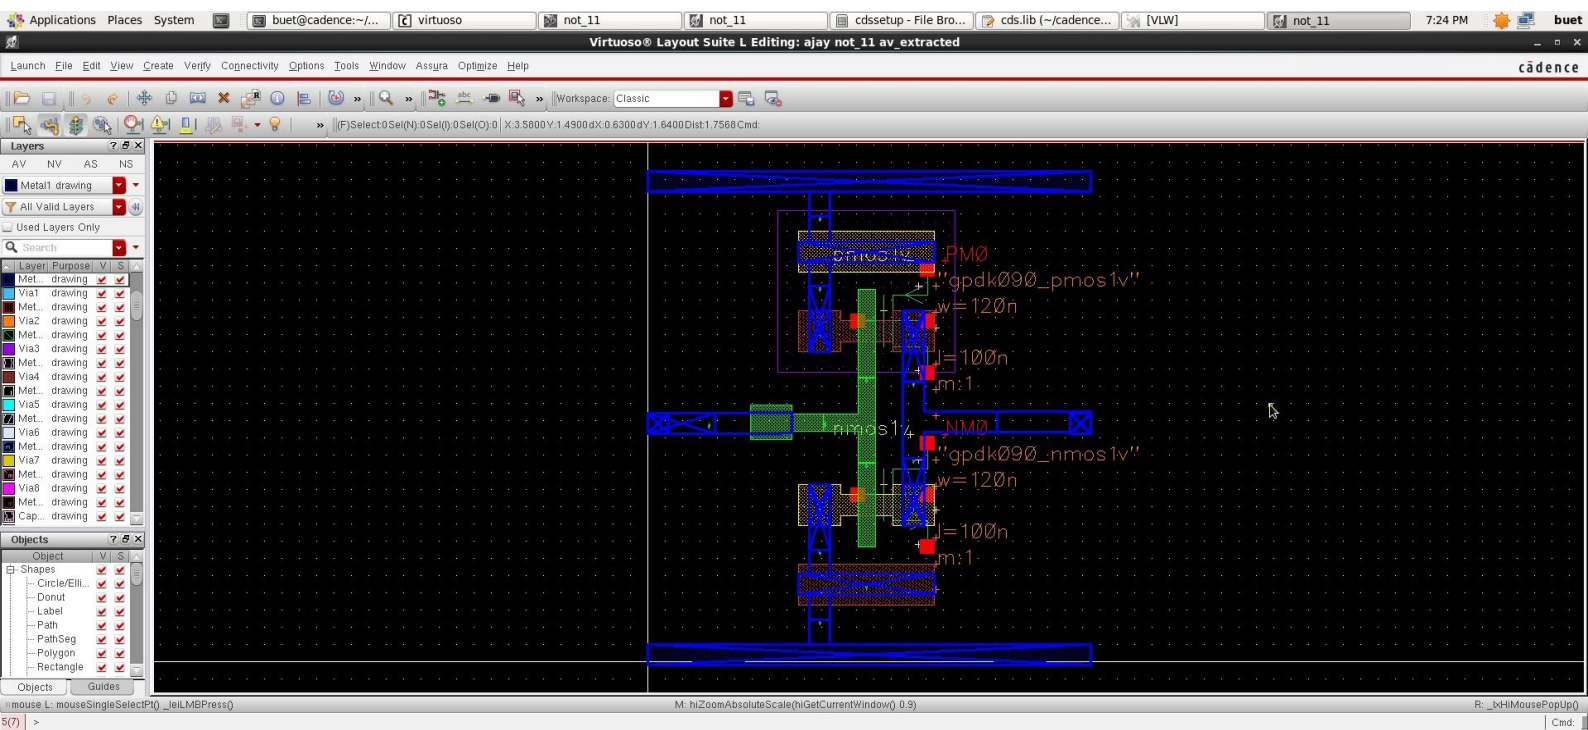 Applications Places System buet@cadence:~/... virtuoso not_11 not_11 cdssetup - File Bro... cds.lib (~/cadence... [VLW] not_11 7:24 PM buet
Virtuoso® Layout Suite L Editing: ajay not_11 av_extracted
Launch File Edit View Create Verify Connectivity Options Tools Window Assura Optimize Help cādence
» » » Workspace: Classic
» (F)Select:0 Sel(N):0 Sel(I):0 Sel(O):0 X:3.5800 Y:1.4900 dX:0.6300 dY:1.6400 Dist:1.7568 Cmd:
Layers
AV NV AS NS
Metal1 drawing
All Valid Layers
Used Layers Only
Search
Layer Purpose V S
Met... drawing
Via1 drawing
Met... drawing
Via2 drawing
Met... drawing
Via3 drawing
Met... drawing
Via4 drawing
Met... drawing
Via5 drawing
Met... drawing
Via6 drawing
Met... drawing
Via7 drawing
Met... drawing
Via8 drawing
Met... drawing
Cap... drawing
Objects
Object V S
Shapes
Circle/Elli...
Donut
Label
Path
PathSeg
Polygon
Rectangle
Objects Guides
pmos1v PM0
"gpdk090_pmos1v"
w=120n
l=100n
m:1
nmos1v NM0
"gpdk090_nmos1v"
w=120n
l=100n
m:1
mouse L: mouseSingleSelectPt() _leiLMBPress() M: hiZoomAbsoluteScale(hiGetCurrentWindow() 0.9) R: _lxHiMousePopUp()
5(7) > Cmd: